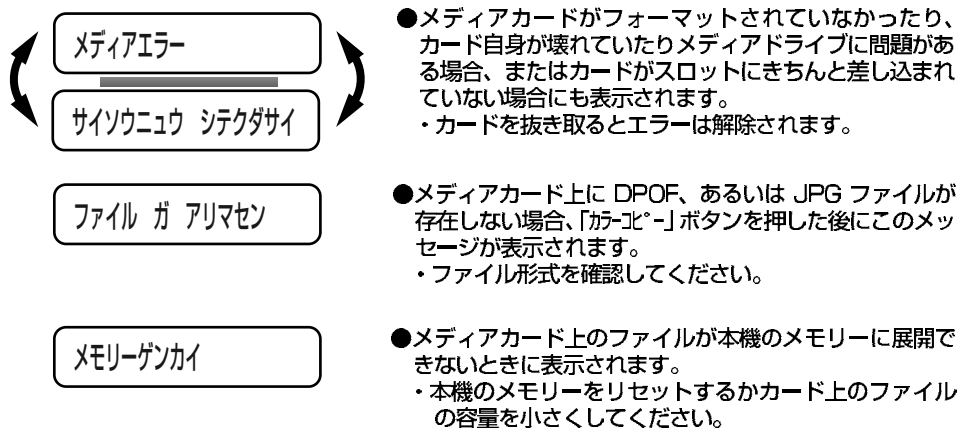 メディアエラー
サイソウニュウ シテクダサイ
●メディアカードがフォーマットされていなかったり、
カード自身が壊れていたりメディアドライブに問題があ
る場合、またはカードがスロットにきちんと差し込まれ
ていない場合にも表示されます。
・カードを抜き取るとエラーは解除されます。
ファイル ガ アリマセン
●メディアカード上に DPOF、あるいは JPG ファイルが
存在しない場合、「ｶﾗｰｺﾋﾟｰ」ボタンを押した後にこのメッ
セージが表示されます。
・ファイル形式を確認してください。
メモリーゲンカイ
●メディアカード上のファイルが本機のメモリーに展開で
きないときに表示されます。
・本機のメモリーをリセットするかカード上のファイル
の容量を小さくしてください。